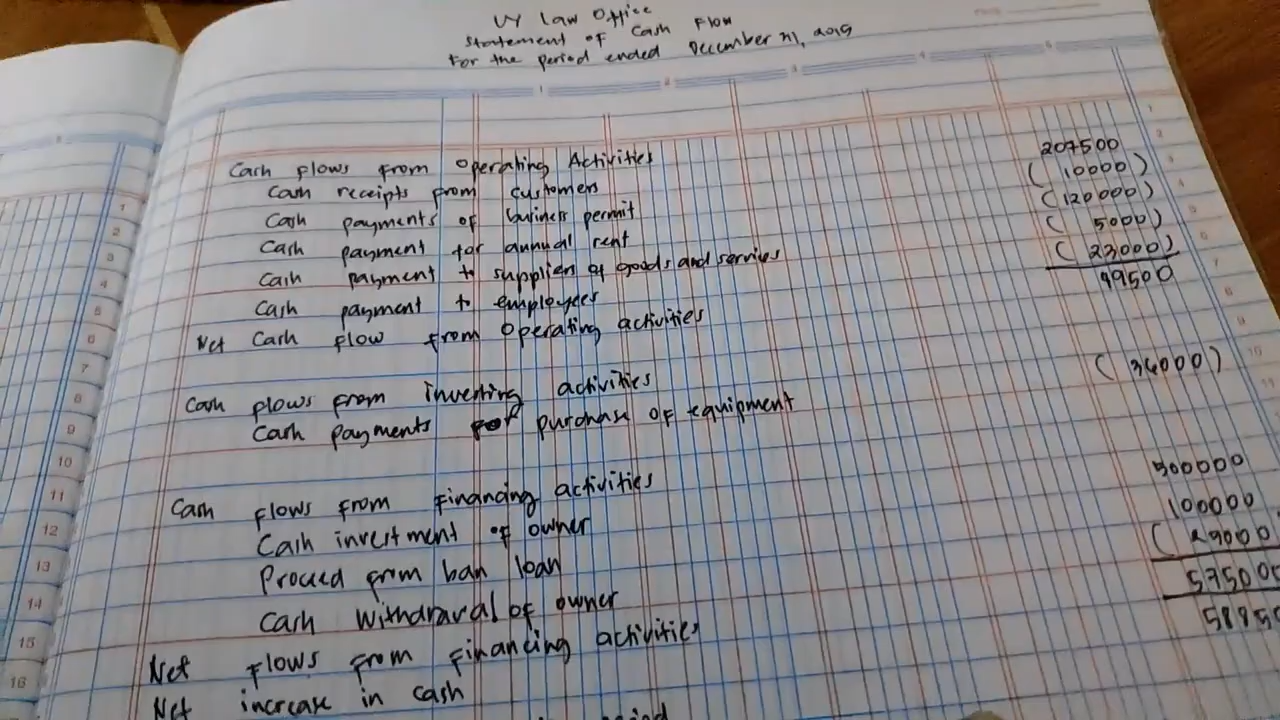 UY Law Office
Statement of Cash Flow
For the period ended December 31, 2019
Cash flows from Operating Activities
Cash receipts from customers 207500
Cash payments of business permit ( 10000 )
Cash payment for annual rent (120000)
Cash payment to suppliers of goods and services ( 5000 )
Cash payment to employees ( 23000 )
Net Cash flow from operating activities 49500
Cash flows from investing activities
Cash payments for purchase of equipment ( 36000 )
Cash flows from financing activities
Cash investment of owner 500000
Proceed from ban loan 100000
Cash withdraval of owner
Net flows from financing activities 575000
Net increase in cash
period